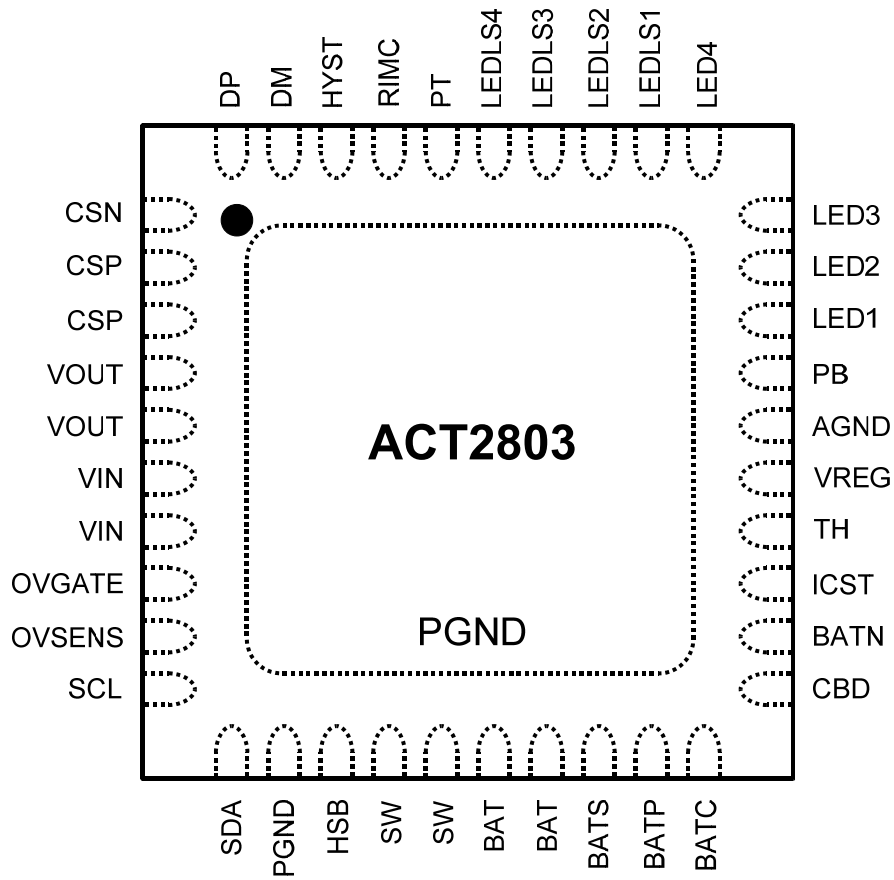 DP
DM
HYST
RIMC
PT
LEDLS4
LEDLS3
LEDLS2
LEDLS1
LED4
CSN
CSP
CSP
VOUT
VOUT
VIN
VIN
OVGATE
OVSENS
SCL
ACT2803
PGND
LED3
LED2
LED1
PB
AGND
VREG
TH
ICST
BATN
CBD
SDA
PGND
HSB
SW
SW
BAT
BAT
BATS
BATP
BATC